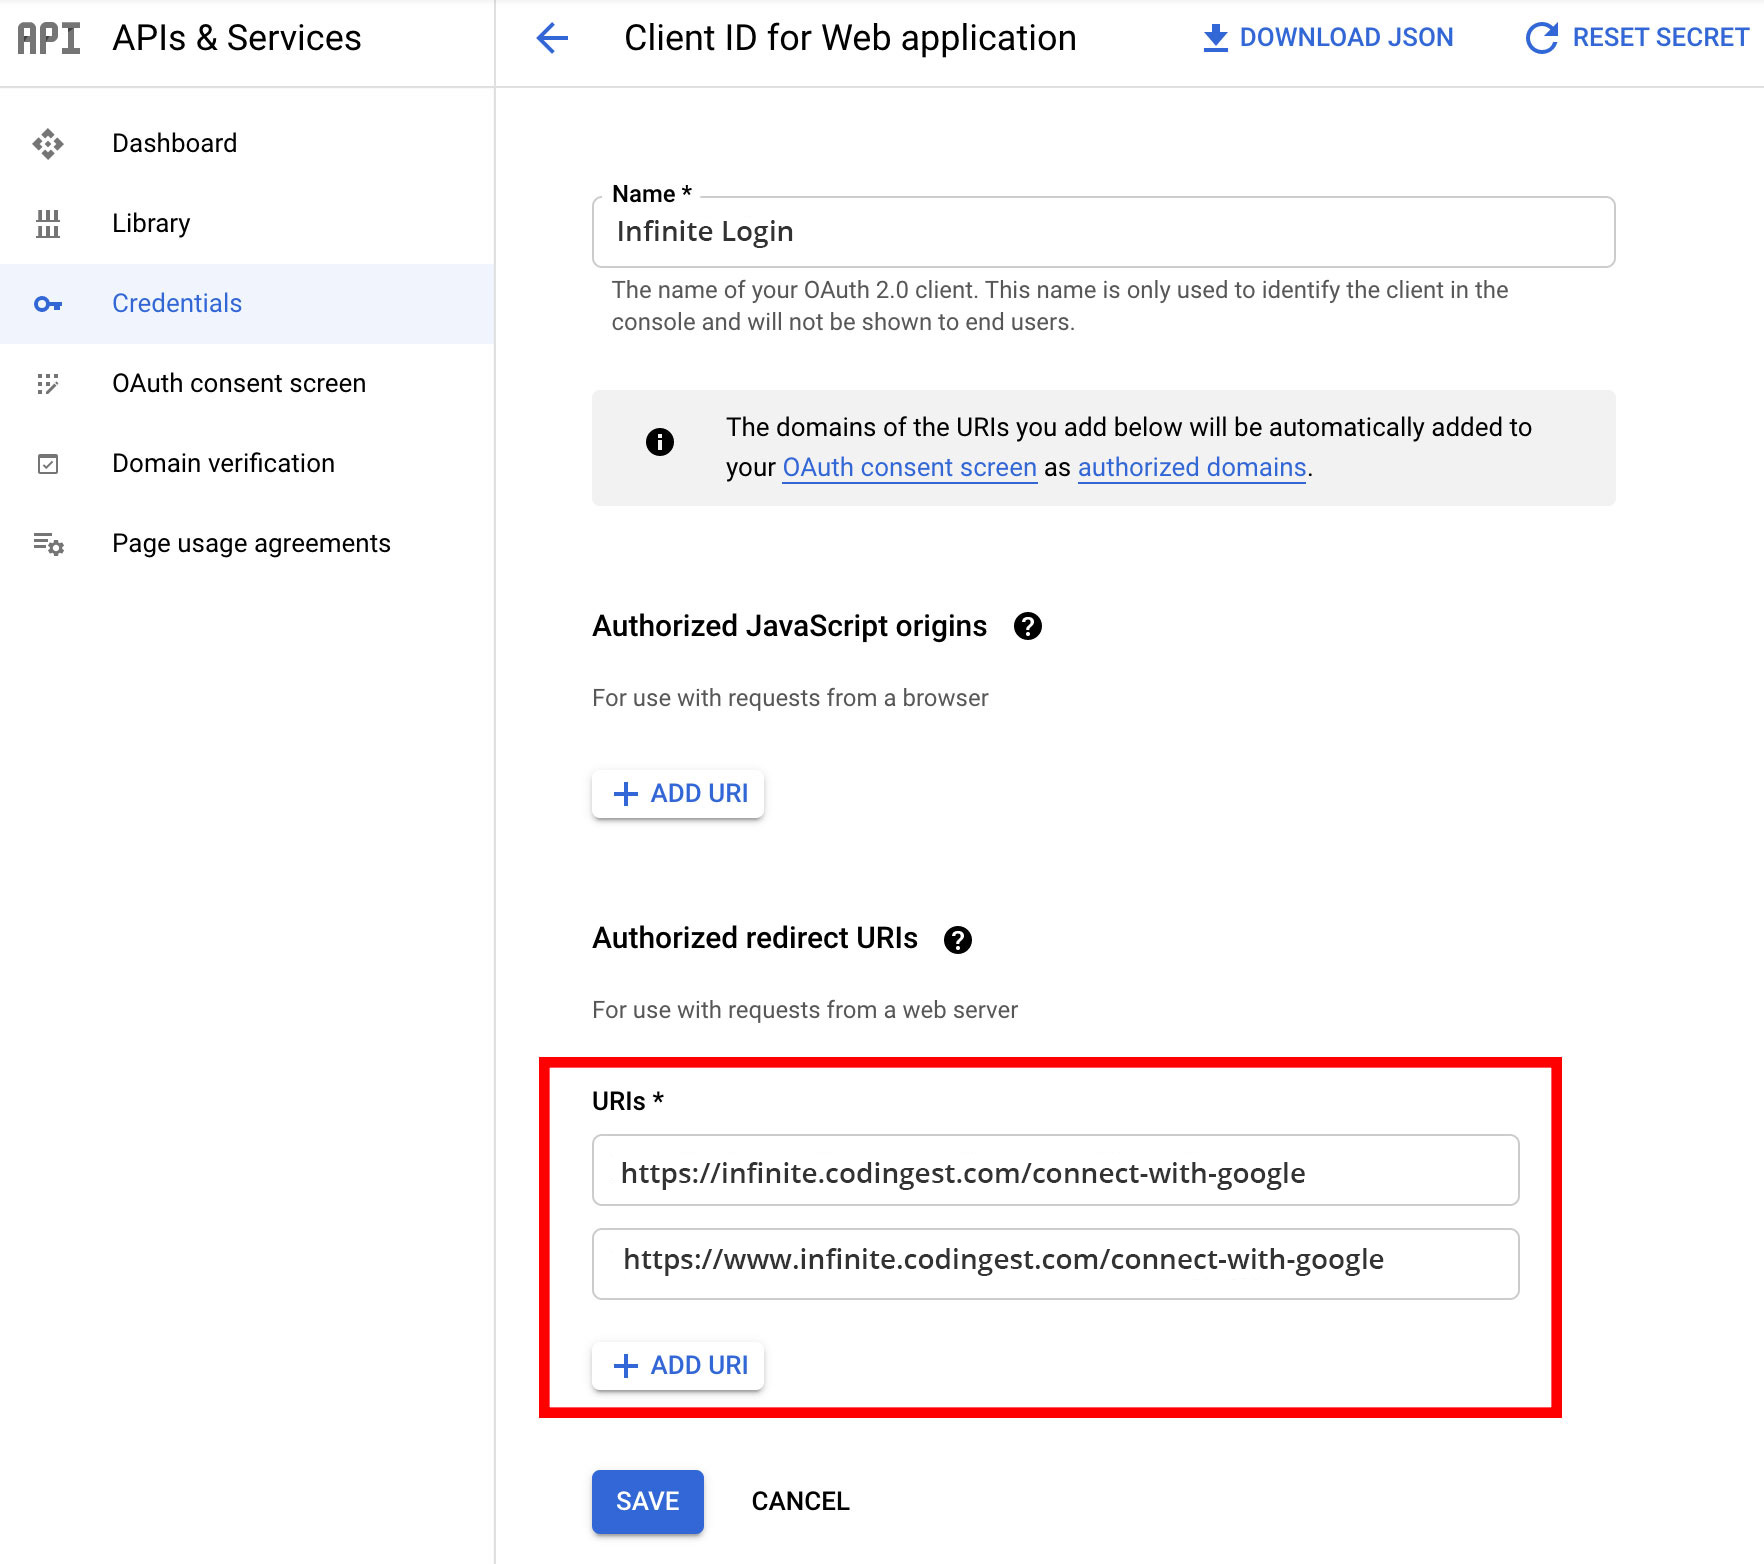 API APIs & Services
Client ID for Web application
DOWNLOAD JSON
RESET SECRET
Dashboard
Library
Credentials
OAuth consent screen
Domain verification
Page usage agreements
Name *
Infinite Login
The name of your OAuth 2.0 client. This name is only used to identify the client in the
console and will not be shown to end users.
The domains of the URIs you add below will be automatically added to
your OAuth consent screen as authorized domains.
Authorized JavaScript origins
For use with requests from a browser
ADD URI
Authorized redirect URIs
For use with requests from a web server
URIs *
https://infinite.codingest.com/connect-with-google
https://www.infinite.codingest.com/connect-with-google
ADD URI
SAVE
CANCEL